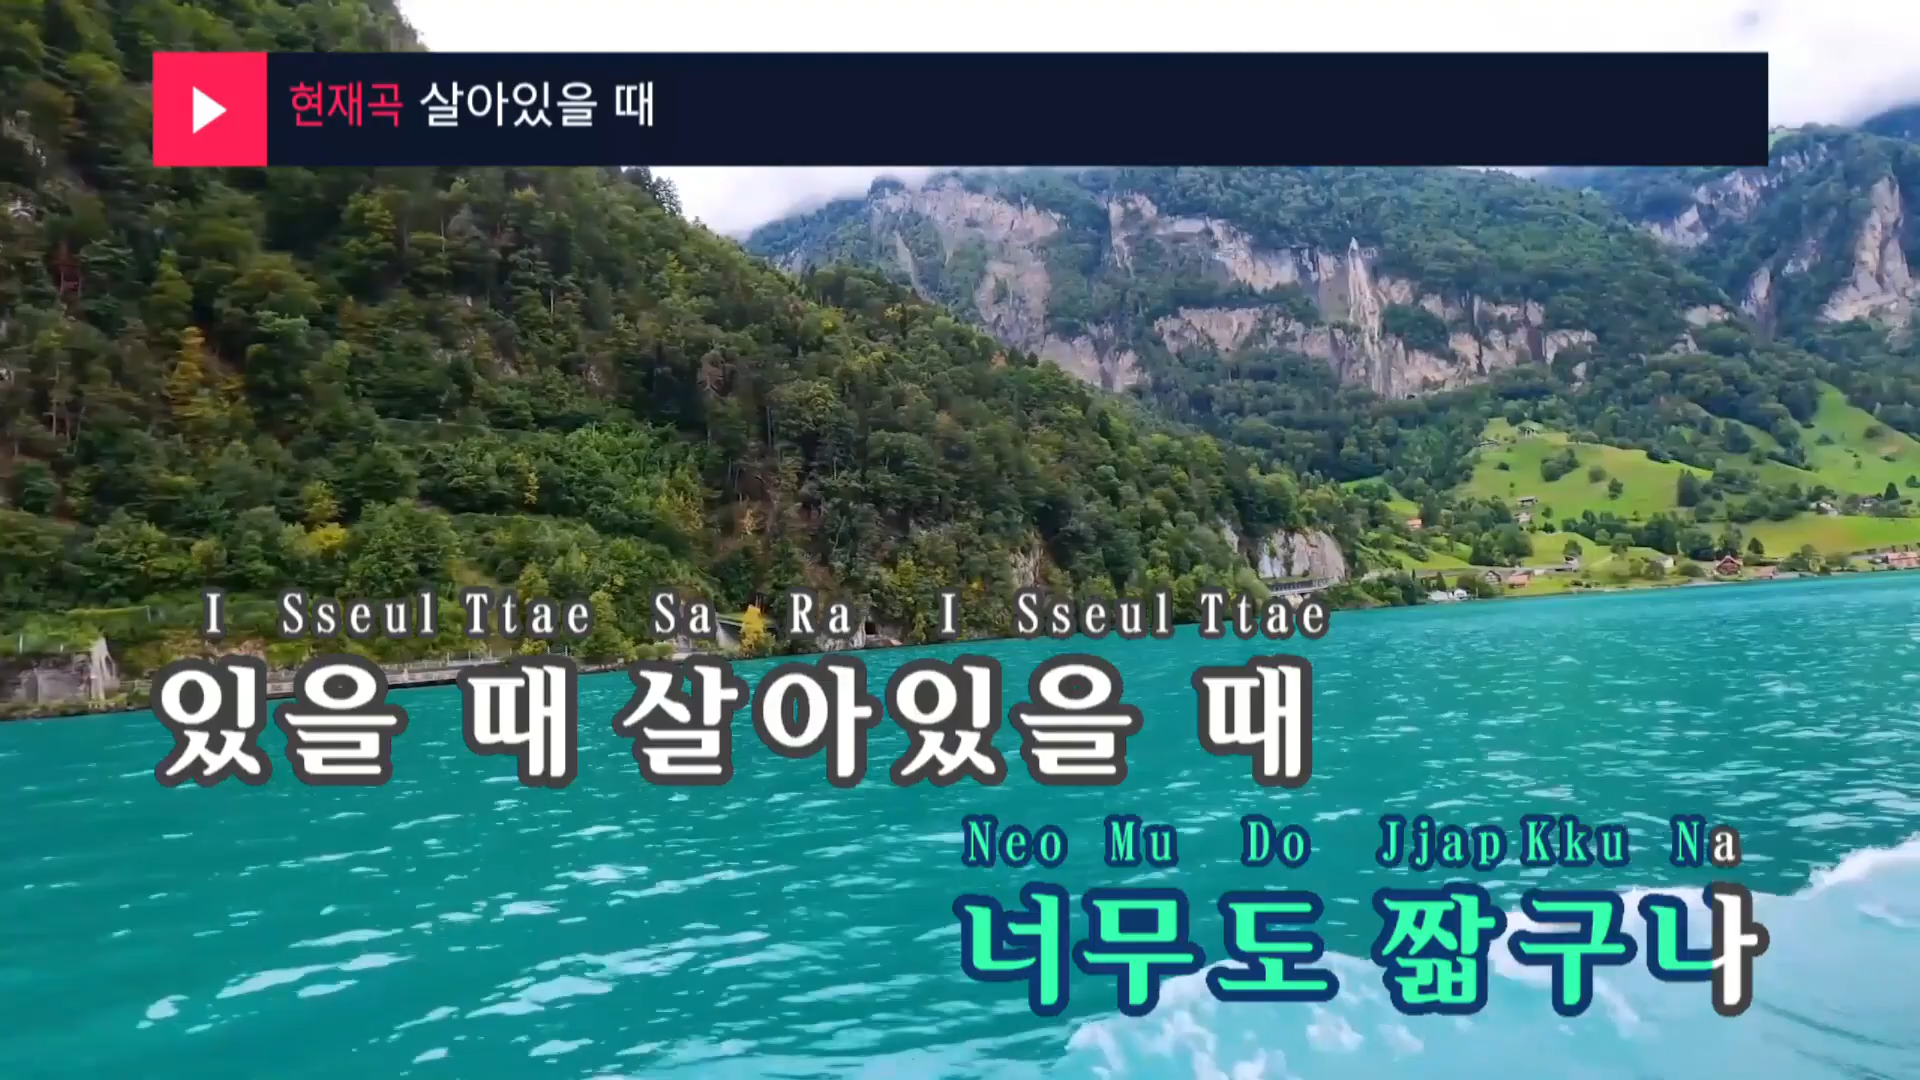 현재곡 살아있을 때
I Sseul Ttae Sa Ra I Sseul Ttae
있을 때 살아있을 때
Neo Mu Do Jjap Kku Na
너무도 짧구나